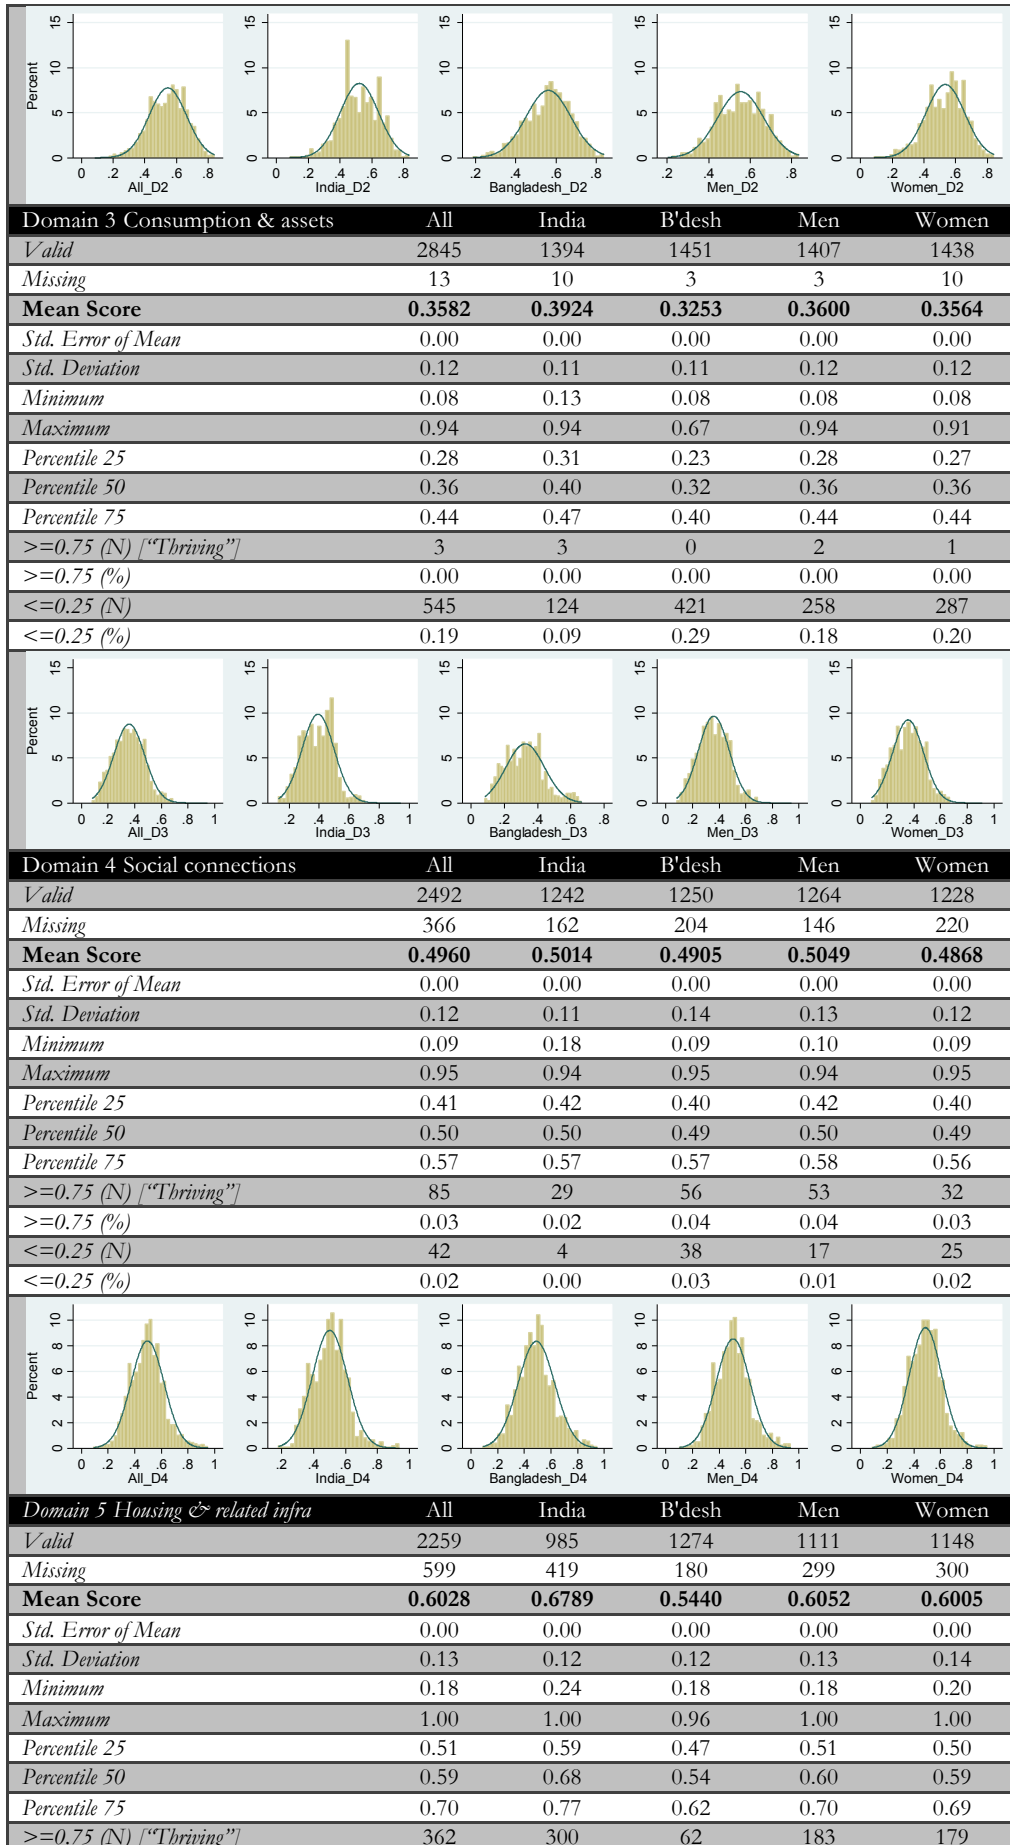 Percent
0 5 10 15
0 .2 .4 .6 .8
All_D2
0 5 10 15
0 .2 .4 .6 .8
India_D2
0 5 10 15
.2 .4 .6 .8
Bangladesh_D2
0 5 10 15
.2 .4 .6 .8
Men_D2
0 5 10 15
0 .2 .4 .6 .8
Women_D2
Domain 3 Consumption & assets All India B'desh Men Women
Valid 2845 1394 1451 1407 1438
Missing 13 10 3 3 10
Mean Score 0.3582 0.3924 0.3253 0.3600 0.3564
Std. Error of Mean 0.00 0.00 0.00 0.00 0.00
Std. Deviation 0.12 0.11 0.11 0.12 0.12
Minimum 0.08 0.13 0.08 0.08 0.08
Maximum 0.94 0.94 0.67 0.94 0.91
Percentile 25 0.28 0.31 0.23 0.28 0.27
Percentile 50 0.36 0.40 0.32 0.36 0.36
Percentile 75 0.44 0.47 0.40 0.44 0.44
>=0.75 (N) ["Thriving"] 3 3 0 2 1
>=0.75 (%) 0.00 0.00 0.00 0.00 0.00
<=0.25 (N) 545 124 421 258 287
<=0.25 (%) 0.19 0.09 0.29 0.18 0.20
Percent
0 5 10 15
0 .2 .4 .6 .8 1
All_D3
0 5 10 15
.2 .4 .6 .8 1
India_D3
0 5 10 15
0 .2 .4 .6 .8
Bangladesh_D3
0 5 10 15
0 .2 .4 .6 .8 1
Men_D3
0 5 10 15
0 .2 .4 .6 .8 1
Women_D3
Domain 4 Social connections All India B'desh Men Women
Valid 2492 1242 1250 1264 1228
Missing 366 162 204 146 220
Mean Score 0.4960 0.5014 0.4905 0.5049 0.4868
Std. Error of Mean 0.00 0.00 0.00 0.00 0.00
Std. Deviation 0.12 0.11 0.14 0.13 0.12
Minimum 0.09 0.18 0.09 0.10 0.09
Maximum 0.95 0.94 0.95 0.94 0.95
Percentile 25 0.41 0.42 0.40 0.42 0.40
Percentile 50 0.50 0.50 0.49 0.50 0.49
Percentile 75 0.57 0.57 0.57 0.58 0.56
>=0.75 (N) ["Thriving"] 85 29 56 53 32
>=0.75 (%) 0.03 0.02 0.04 0.04 0.03
<=0.25 (N) 42 4 38 17 25
<=0.25 (%) 0.02 0.00 0.03 0.01 0.02
Percent
0 2 4 6 8 10
0 .2 .4 .6 .8 1
All_D4
0 2 4 6 8 10
.2 .4 .6 .8 1
India_D4
0 2 4 6 8 10
0 .2 .4 .6 .8 1
Bangladesh_D4
0 2 4 6 8 10
0 .2 .4 .6 .8 1
Men_D4
0 2 4 6 8 10
0 .2 .4 .6 .8 1
Women_D4
Domain 5 Housing & related infra All India B'desh Men Women
Valid 2259 985 1274 1111 1148
Missing 599 419 180 299 300
Mean Score 0.6028 0.6789 0.5440 0.6052 0.6005
Std. Error of Mean 0.00 0.00 0.00 0.00 0.00
Std. Deviation 0.13 0.12 0.12 0.13 0.14
Minimum 0.18 0.24 0.18 0.18 0.20
Maximum 1.00 1.00 0.96 1.00 1.00
Percentile 25 0.51 0.59 0.47 0.51 0.50
Percentile 50 0.59 0.68 0.54 0.60 0.59
Percentile 75 0.70 0.77 0.62 0.70 0.69
>=0.75 (N) ["Thriving"] 362 300 62 183 179